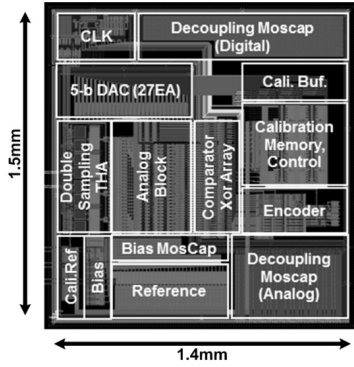 CLK
Decoupling Moscap
(Digital)
5-b DAC (27EA)
Cali. Buf.
Double
Sampling
THA
Analog
Block
Comparator
Xor Array
Calibration
Memory,
Control
Encoder
Cali.Ref
Bias
Bias MosCap
Reference
Decoupling
Moscap
(Analog)
1.5mm
1.4mm